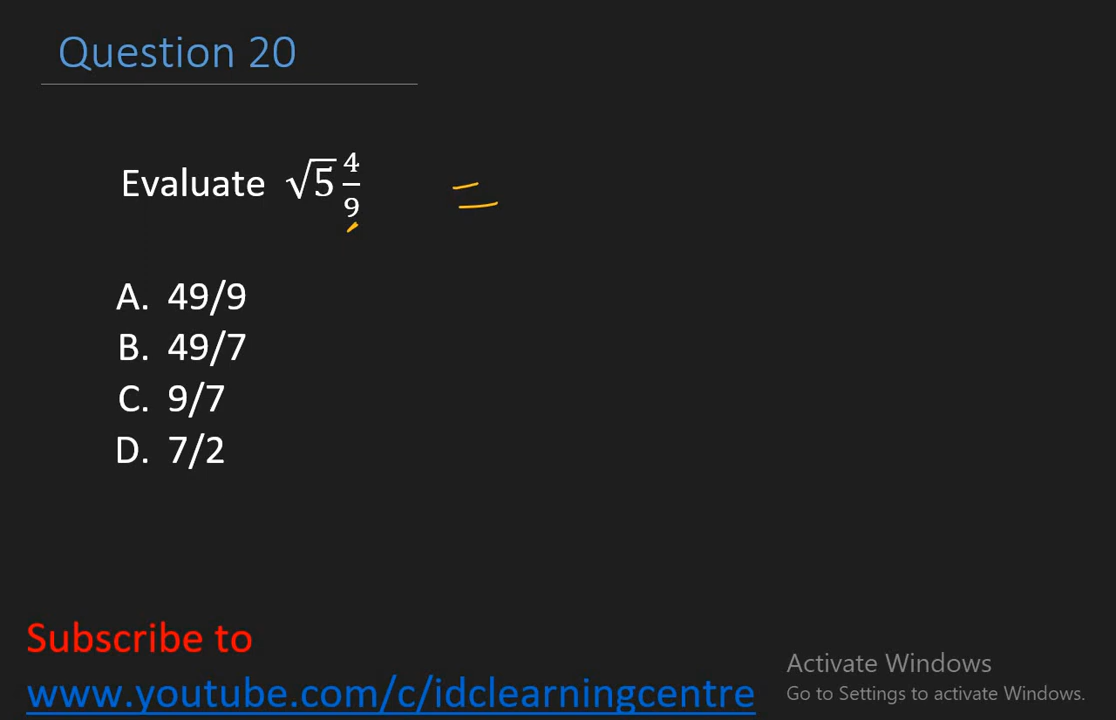 Question 20
Evaluate √5 4/9 =
A. 49/9
B. 49/7
C. 9/7
D. 7/2
Subscribe to
www.youtube.com/c/idclearningcentre
Activate Windows
Go to Settings to activate Windows.